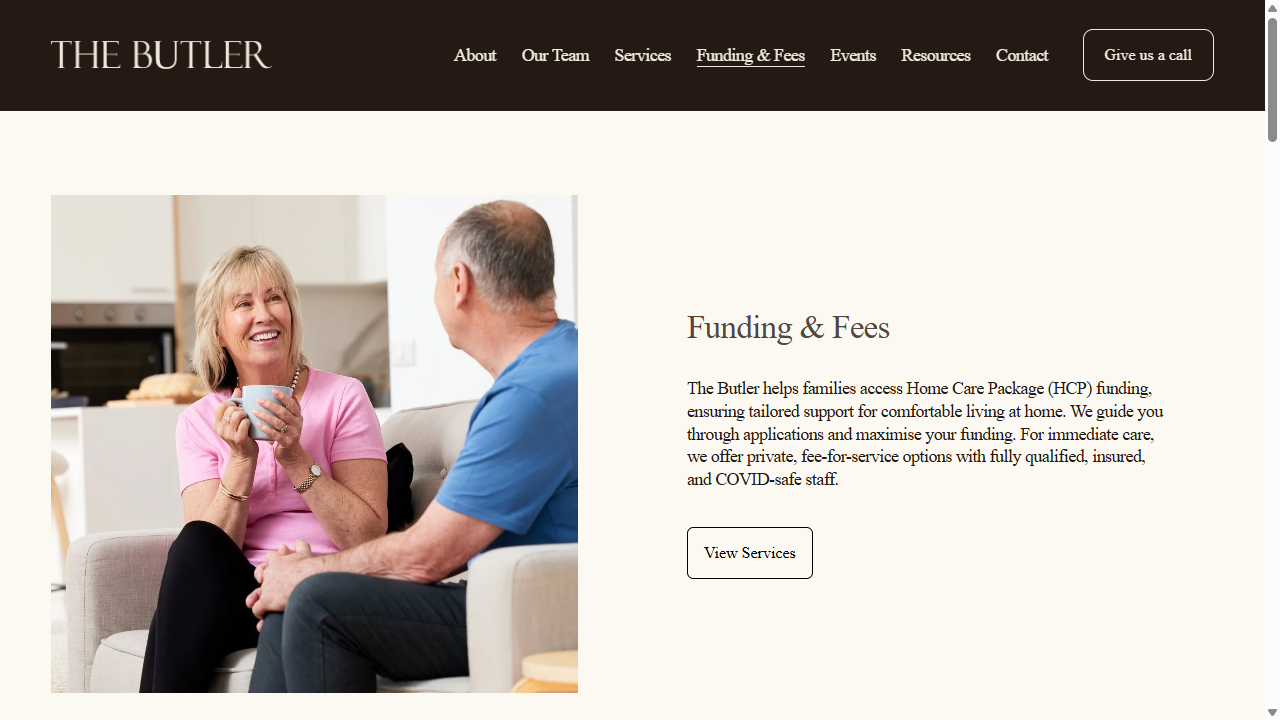 THE BUTLER
About
Our Team
Services
Funding & Fees
Events
Resources
Contact
Give us a call
Funding & Fees
The Butler helps families access Home Care Package (HCP) funding,
ensuring tailored support for comfortable living at home. We guide you
through applications and maximise your funding. For immediate care,
we offer private, fee-for-service options with fully qualified, insured,
and COVID-safe staff.
View Services